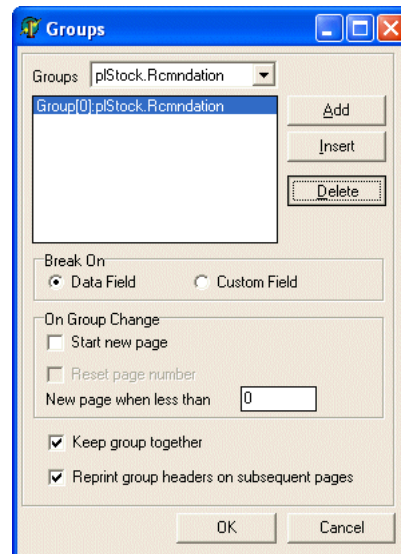 Groups
Groups plStock.Rcmndation
Group[0]:plStock.Rcmndation
Add
Insert
Delete
Break On
Data Field Custom Field
On Group Change
Start new page
Reset page number
New page when less than 0
Keep group together
Reprint group headers on subsequent pages
OK Cancel